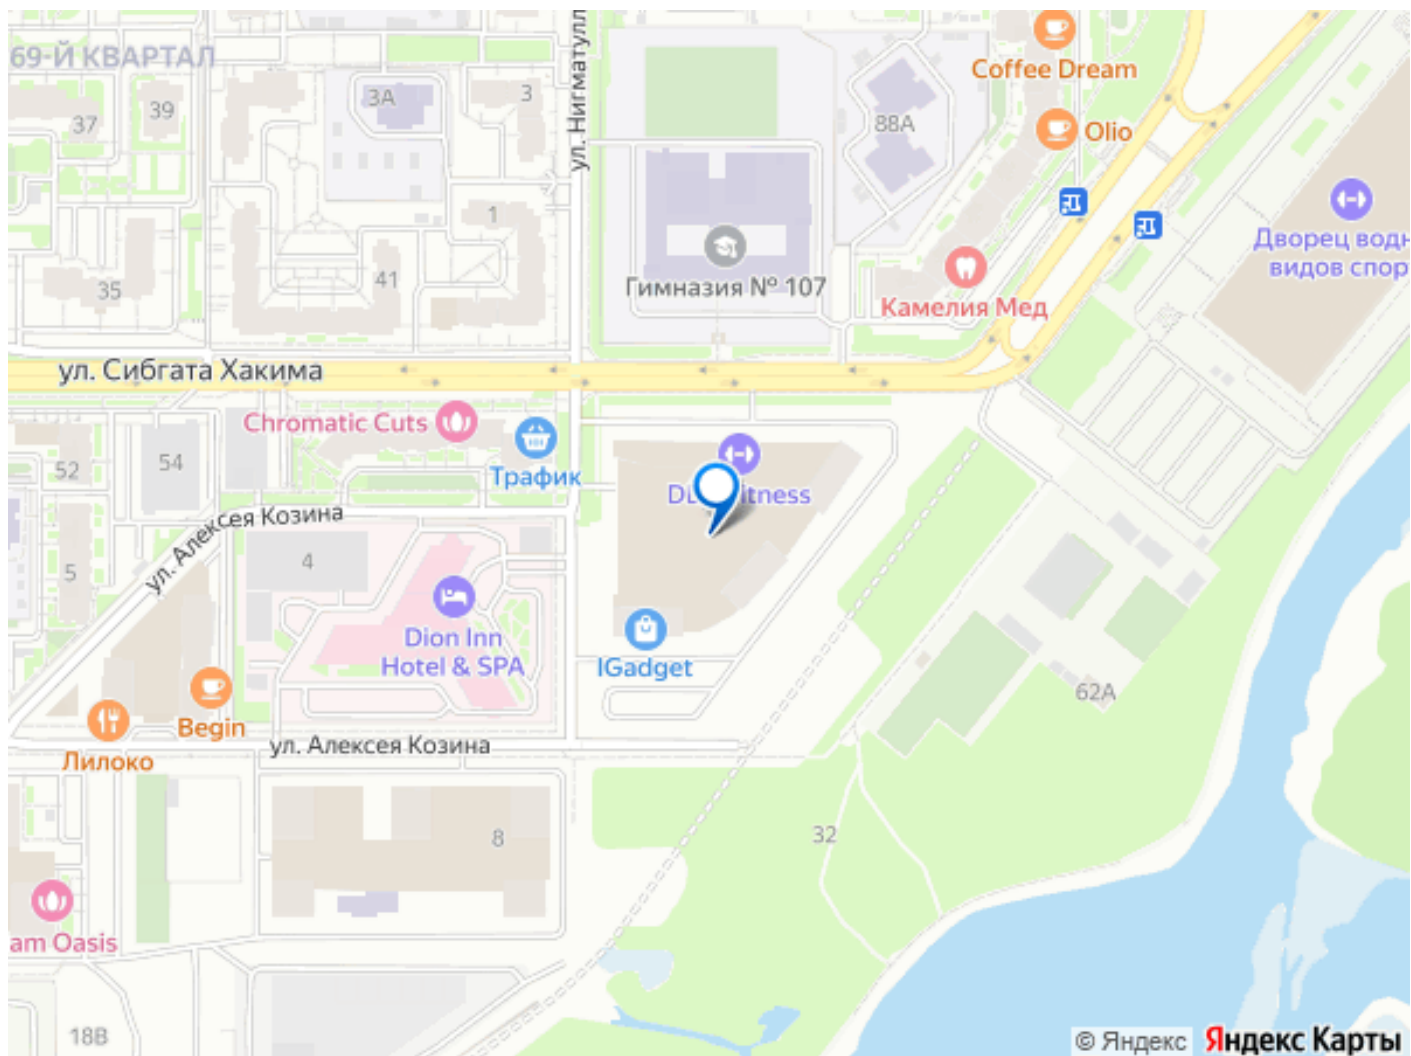 69-Й КВАРТАЛ
37
39
3А
3
ул. Нигматулл
Coffee Dream
Olio
88А
1
35
41
Гимназия № 107
Камелия Мед
Дворец водн
видов спор
ул. Сибгата Хакима
Chromatic Cuts
Трафик
52
54
ул. Алексея Козина
5
4
Dion Inn
Hotel & SPA
IGadget
62А
Begin
Лилоко
ул. Алексея Козина
8
32
am Oasis
18В
© Яндекс Яндекс Карты